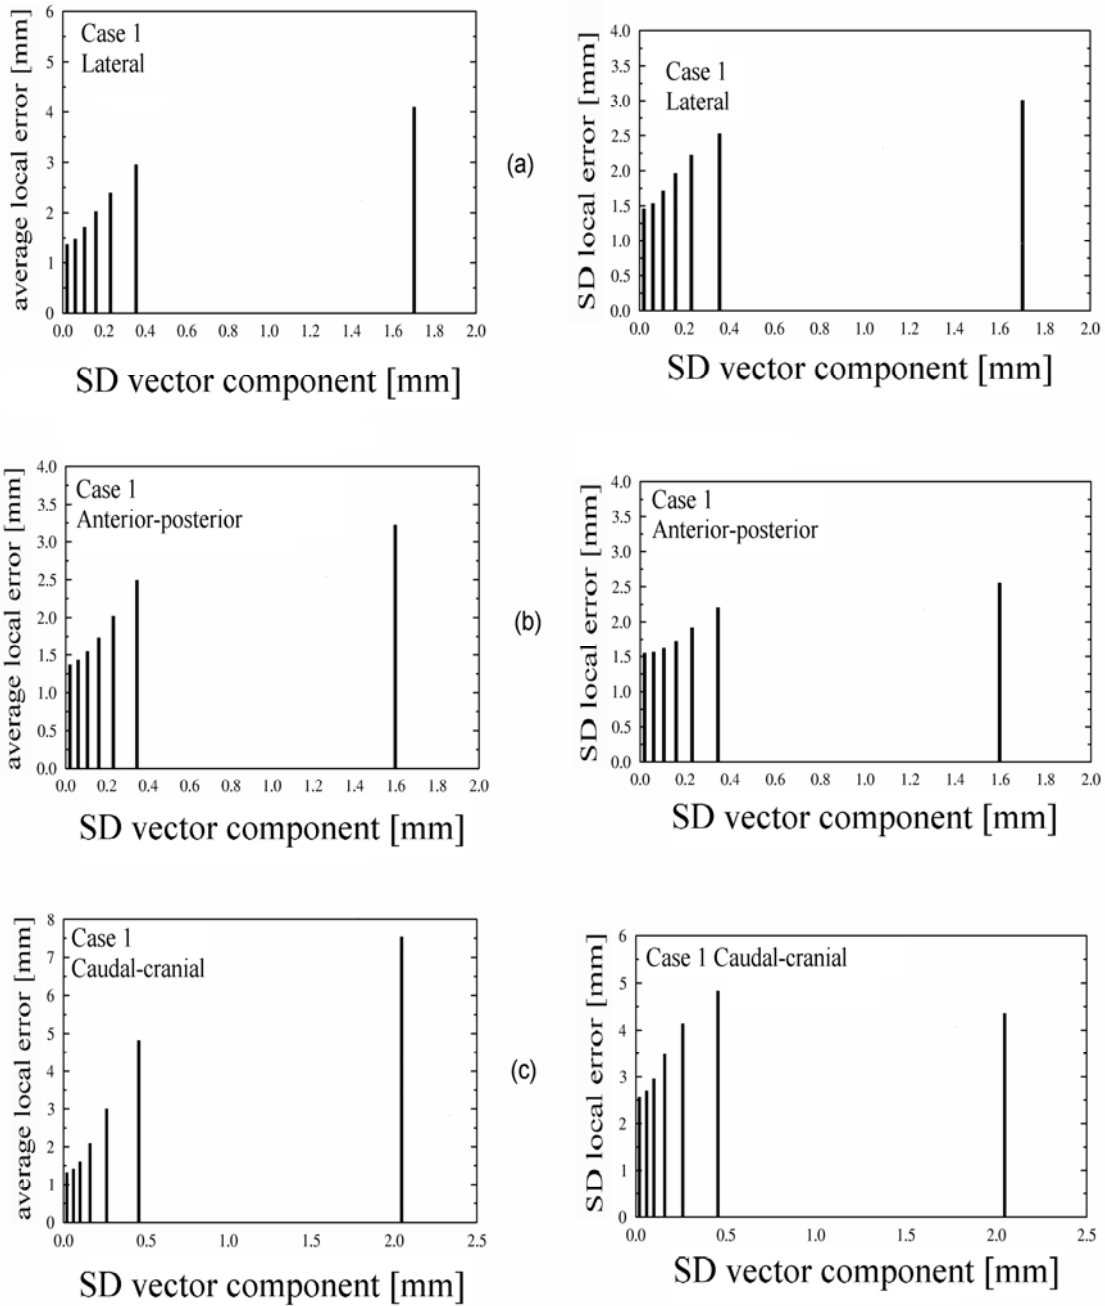 average local error [mm]
6
5
4
3
2
1
0
Case 1
Lateral
0.0 0.2 0.4 0.6 0.8 1.0 1.2 1.4 1.6 1.8 2.0
SD vector component [mm]
(a)
SD local error [mm]
4.0
3.5
3.0
2.5
2.0
1.5
1.0
0.5
0.0
Case 1
Lateral
0.0 0.2 0.4 0.6 0.8 1.0 1.2 1.4 1.6 1.8 2.0
SD vector component [mm]
average local error [mm]
4.0
3.5
3.0
2.5
2.0
1.5
1.0
0.5
0.0
Case 1
Anterior-posterior
0.0 0.2 0.4 0.6 0.8 1.0 1.2 1.4 1.6 1.8 2.0
SD vector component [mm]
(b)
SD local error [mm]
4.0
3.5
3.0
2.5
2.0
1.5
1.0
0.5
0.0
Case 1
Anterior-posterior
0.0 0.2 0.4 0.6 0.8 1.0 1.2 1.4 1.6 1.8 2.0
SD vector component [mm]
average local error [mm]
8
7
6
5
4
3
2
1
0
Case 1
Caudal-cranial
0.0 0.5 1.0 1.5 2.0 2.5
SD vector component [mm]
(c)
SD local error [mm]
6
5
4
3
2
1
0
Case 1 Caudal-cranial
0.0 0.5 1.0 1.5 2.0 2.5
SD vector component [mm]